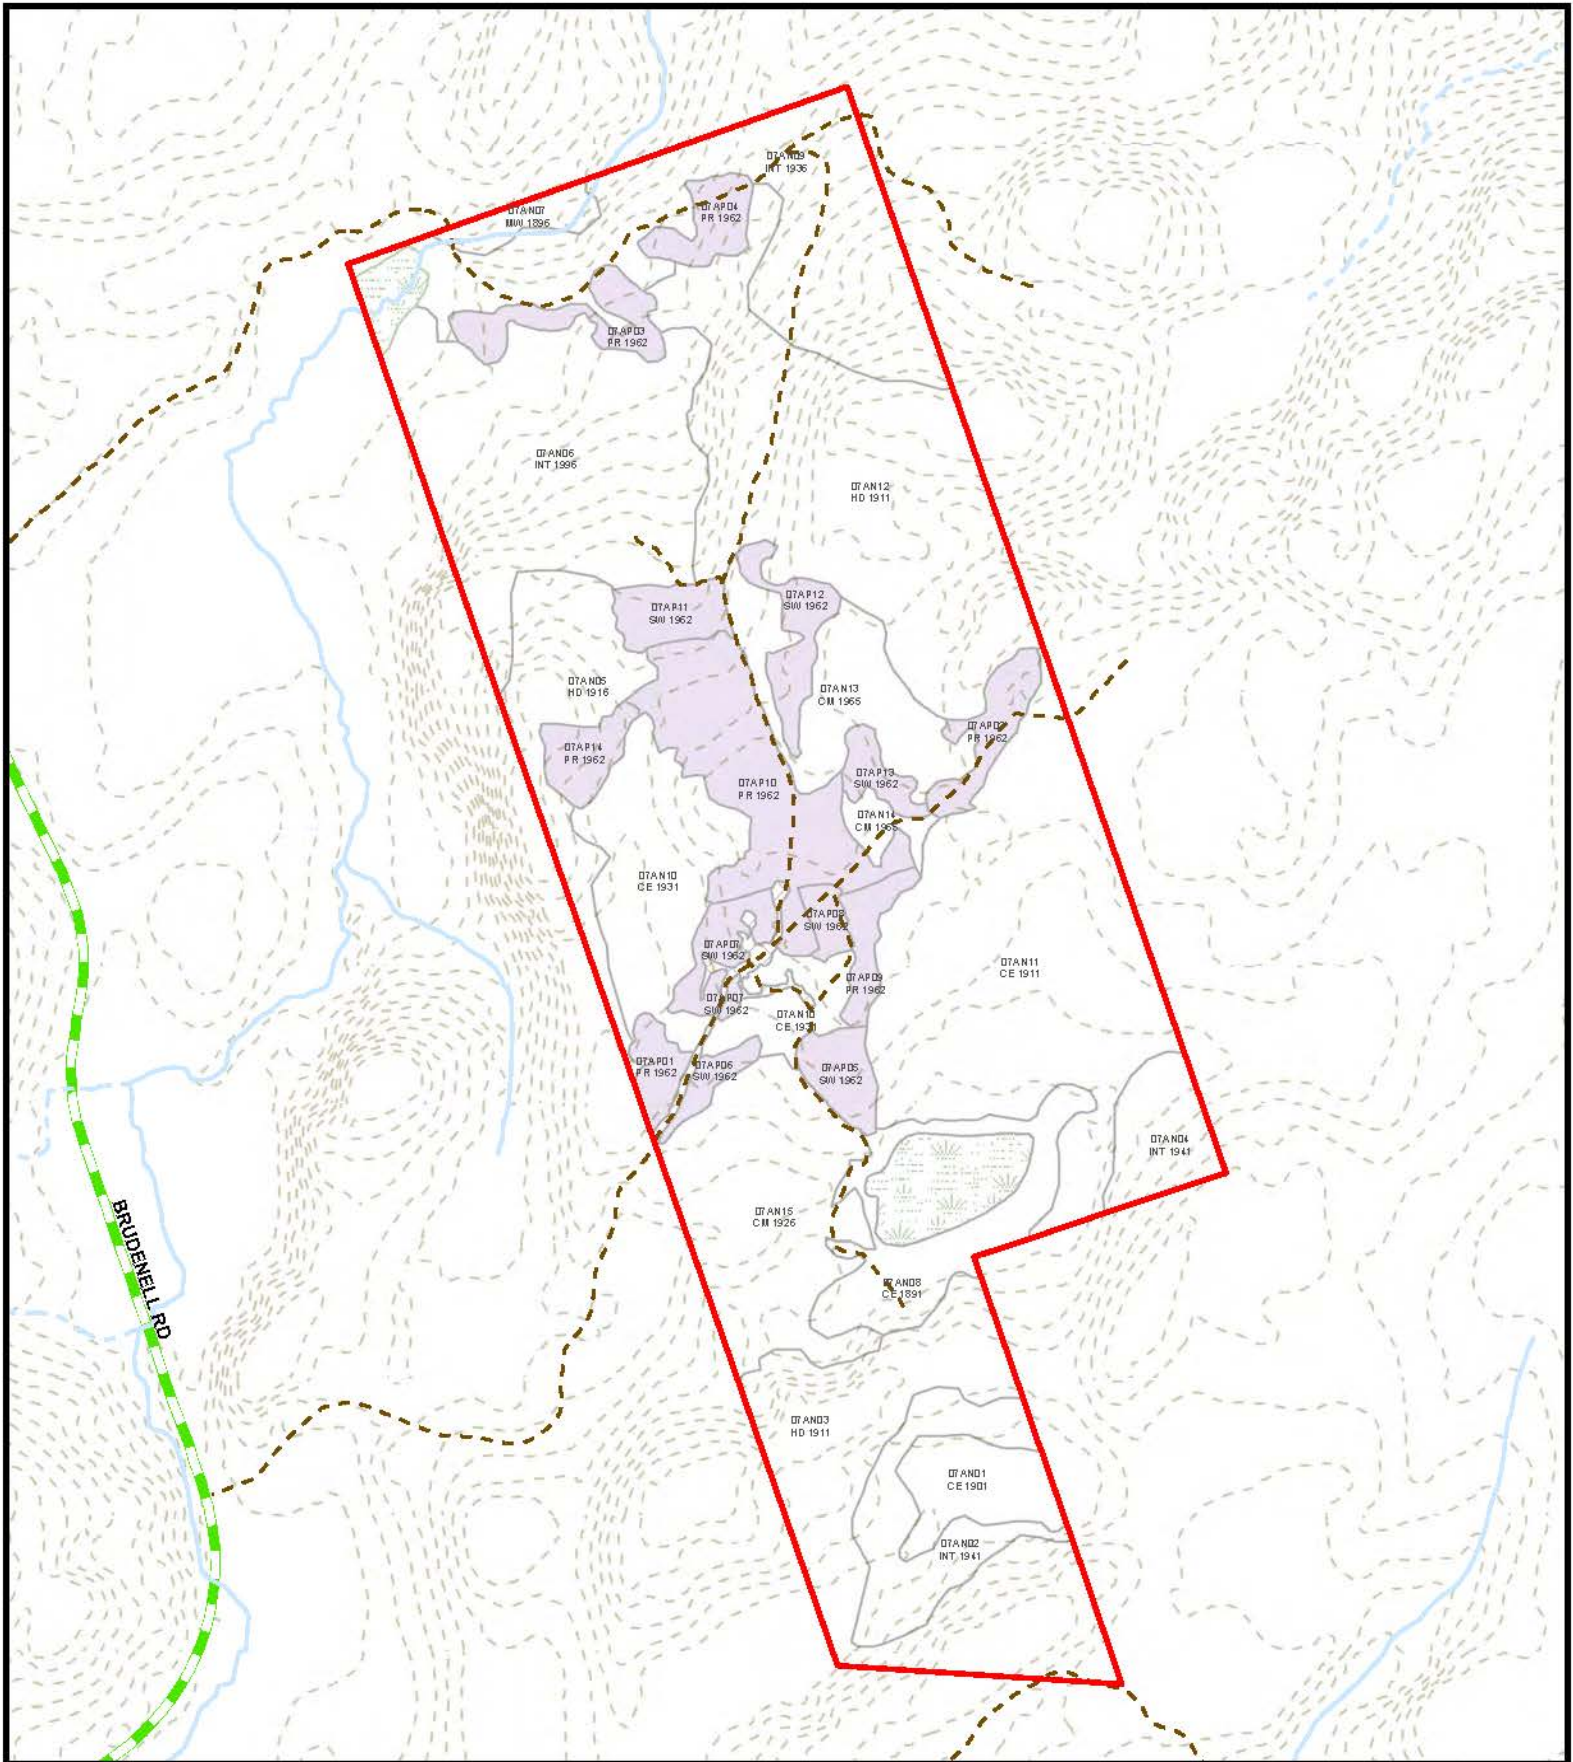 07AN09
INT 1936
07AN07
MW 1896
07AP04
PR 1962
07AP03
PR 1962
07AN06
INT 1996
07AN12
HD 1911
07AP12
SW 1962
07AP11
SW 1962
07AN05
HD 1916
07AN13
CM 1965
07AP02
PR 1962
07AP14
PR 1962
07AP13
SW 1962
07AP10
PR 1962
07AN14
CM 1965
07AN10
CE 1931
07AP08
SW 1962
07AP07
SW 1962
07AN11
CE 1911
07AP09
PR 1962
07AP07
SW 1962
07AN10
CE 1931
07AP01
PR 1962
07AP06
SW 1962
07AP05
SW 1962
07AN04
INT 1941
07AN15
CM 1926
BRUDENELL RD
07AN08
CE 1891
07AN03
HD 1911
07AN01
CE 1901
07AN02
INT 1941